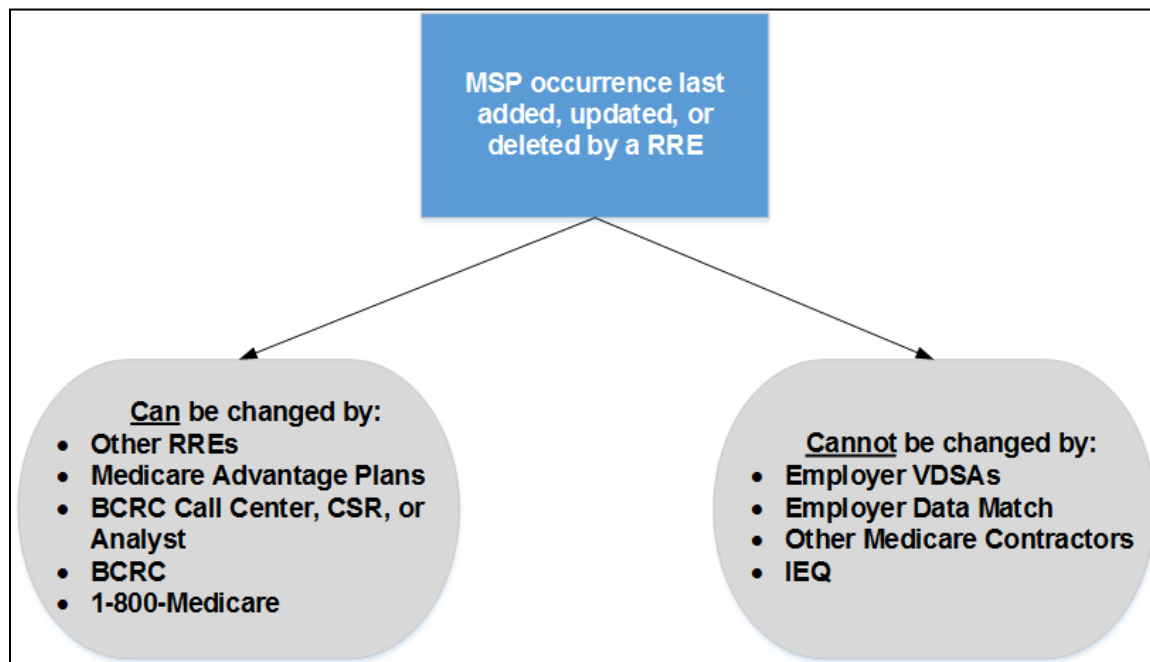 MSP occurrence last
added, updated, or
deleted by a RRE
Can be changed by:
• Other RREs
• Medicare Advantage Plans
• BCRC Call Center, CSR, or
Analyst
• BCRC
• 1-800-Medicare
Cannot be changed by:
• Employer VDSAs
• Employer Data Match
• Other Medicare Contractors
• IEQ